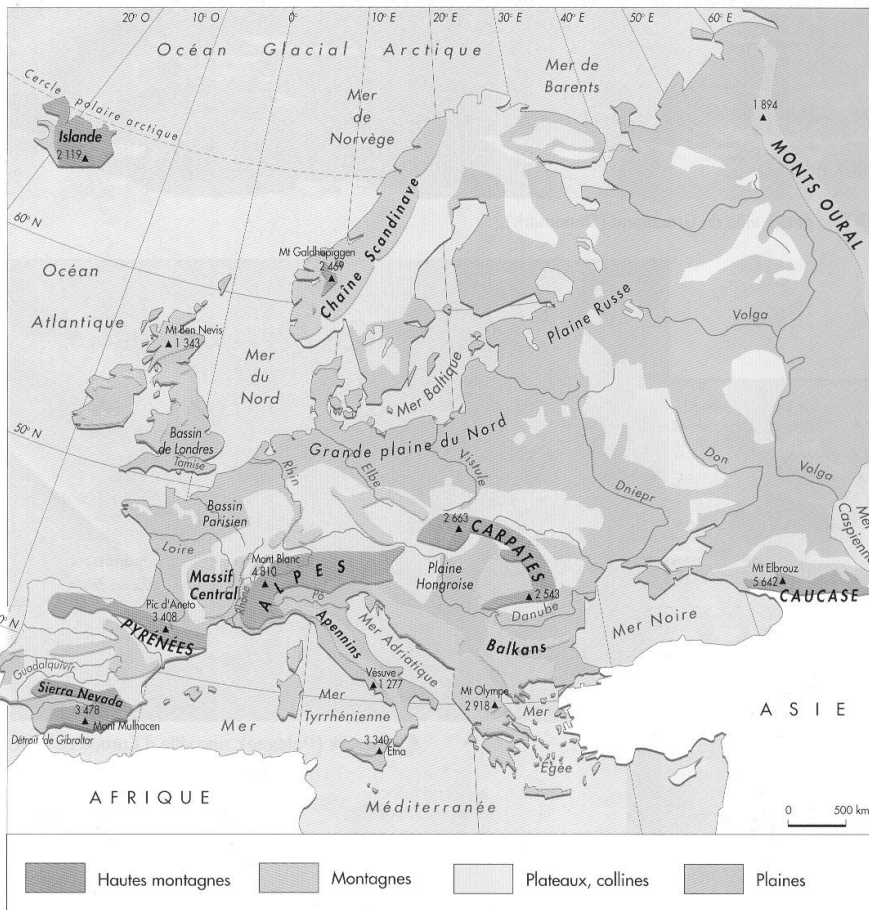 20° O 10° O 0° 10° E 20° E 30° E 40° E 50° E 60° E
Océan Glacial Arctique
Mer de
Barents
Cercle polaire arctique
Mer
de
Norvège
1 894
Islande
2 119
MONTS OURAL
60° N
Chaîne Scandinave
Mt Galdhøpiggen
2 469
Océan
Atlantique
Plaine Russe
Volga
Mt Ben Nevis
1 343
Mer
du
Nord
Mer Baltique
50° N
Bassin
de Londres
Tamise
Grande plaine du Nord
Rhin
Elbe
Vistule
Don
Volga
Dniepr
Bassin
Parisien
Mer
Caspienne
Loire
2 663
CARPATES
Mont Blanc
4 810
ALPES
Massif
Central
Rhône
Plaine
Hongroise
Mt Elbrouz
5 642
CAUCASE
Pô
2 543
Danube
Pic d'Aneto
3 408
PYRÉNÉES
Apennins
Mer Adriatique
Mer Noire
Balkans
Guadalquivir
Sierra Nevada
3 478
Mont Mulhacen
Vésuve
1 277
Mt Olympe
2 918
Mer
Egée
Mer
Tyrrhénienne
Mer
Méditerranée
ASIE
Détroit de Gibraltar
3 340
Etna
AFRIQUE
0 500 km
Hautes montagnes
Montagnes
Plateaux, collines
Plaines